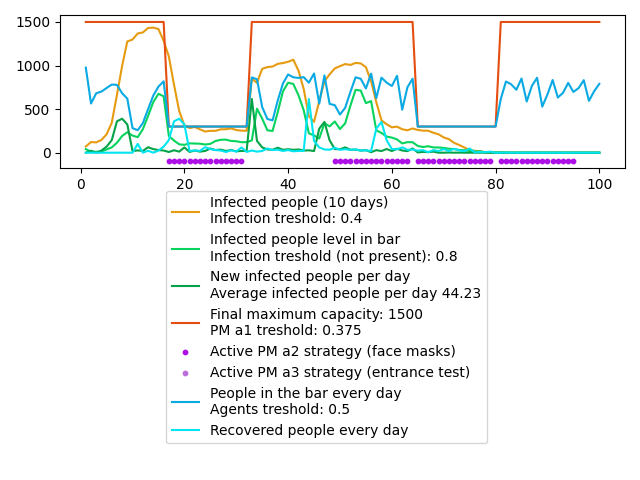 1500
1000
500
0
0 20 40 60 80 100
Infected people (10 days)
Infection treshold: 0.4
Infected people level in bar
Infection treshold (not present): 0.8
New infected people per day
Average infected people per day 44.23
Final maximum capacity: 1500
PM a1 treshold: 0.375
Active PM a2 strategy (face masks)
Active PM a3 strategy (entrance test)
People in the bar every day
Agents treshold: 0.5
Recovered people every day